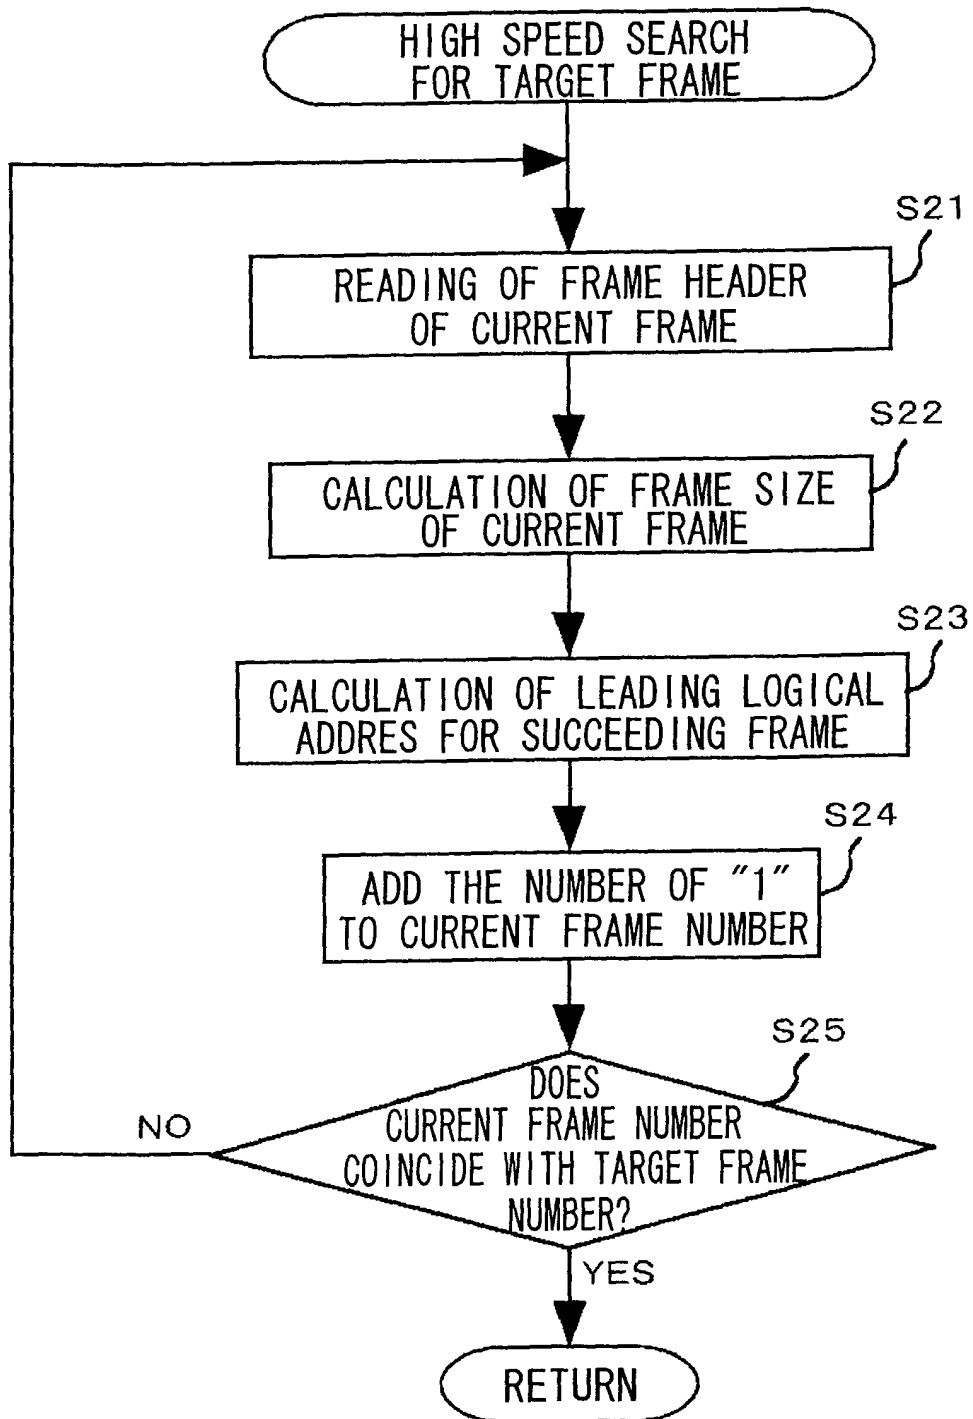 HIGH SPEED SEARCH
FOR TARGET FRAME
S21
READING OF FRAME HEADER
OF CURRENT FRAME
S22
CALCULATION OF FRAME SIZE
OF CURRENT FRAME
S23
CALCULATION OF LEADING LOGICAL
ADDRES FOR SUCCEEDING FRAME
S24
ADD THE NUMBER OF "1"
TO CURRENT FRAME NUMBER
S25
DOES
CURRENT FRAME NUMBER
COINCIDE WITH TARGET FRAME
NUMBER?
NO
YES
RETURN